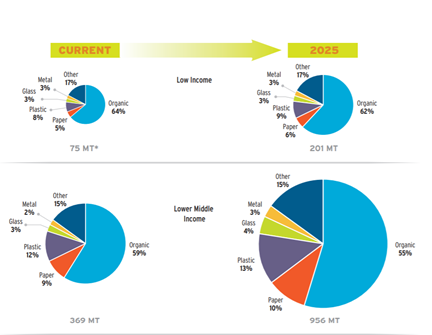 CURRENT
2025
Low Income
Other
17%
Metal
3%
Glass
3%
Plastic
8%
Paper
5%
Organic
64%
75 MT*
Other
17%
Metal
3%
Glass
3%
Plastic
9%
Paper
6%
Organic
62%
201 MT
Lower Middle
Income
Other
15%
Metal
2%
Glass
3%
Plastic
12%
Paper
9%
Organic
59%
369 MT
Other
15%
Metal
3%
Glass
4%
Plastic
13%
Paper
10%
Organic
55%
956 MT